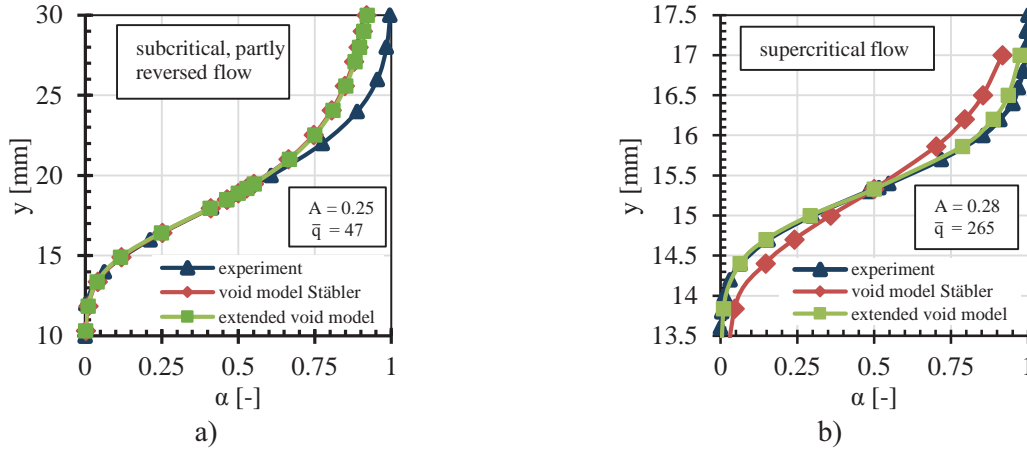 30
25
20
15
10
y [mm]
subcritical, partly
reversed flow
A = 0.25
q̅ = 47
experiment
void model Stäbler
extended void model
0 0.25 0.5 0.75 1
α [-]
a)
17.5
17
16.5
16
15.5
15
14.5
14
13.5
y [mm]
supercritical flow
A = 0.28
q̅ = 265
experiment
void model Stäbler
extended void model
0 0.25 0.5 0.75 1
α [-]
b)